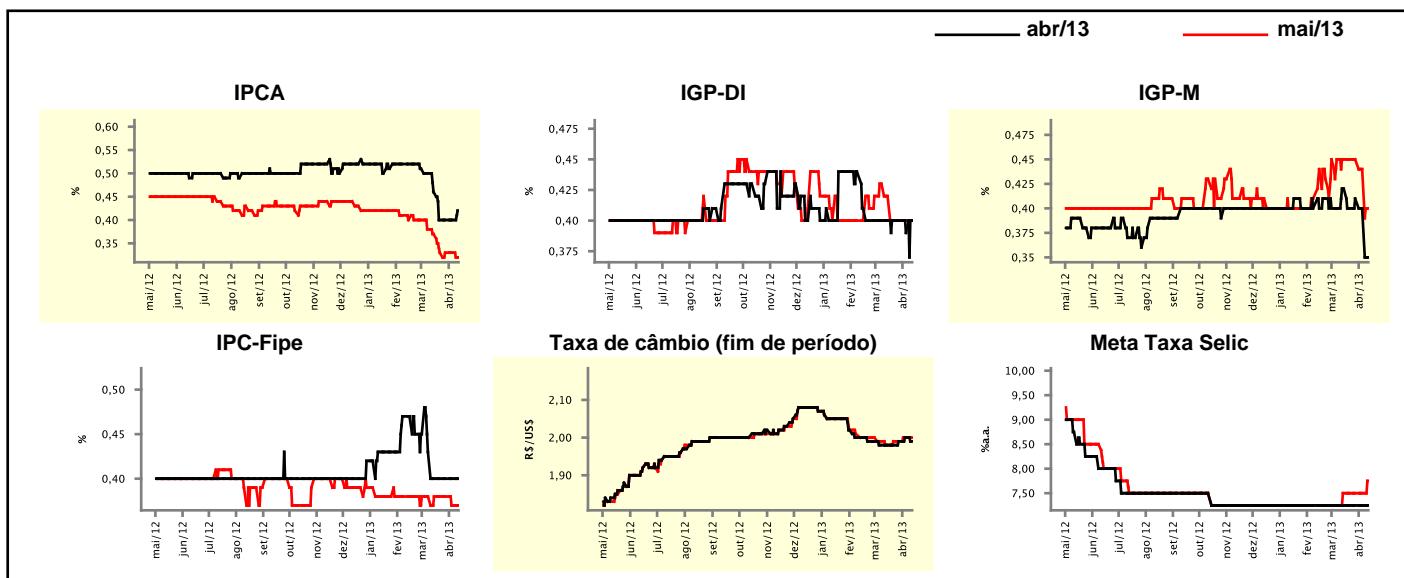 abr/13 mai/13
IPCA
0,60
0,55
0,50
0,45
0,40
0,35
%
mai/12 jun/12 jul/12 ago/12 set/12 out/12 nov/12 dez/12 jan/13 fev/13 mar/13 abr/13
IGP-DI
0,475
0,45
0,425
0,40
0,375
%
mai/12 jun/12 jul/12 ago/12 set/12 out/12 nov/12 dez/12 jan/13 fev/13 mar/13 abr/13
IGP-M
0,475
0,45
0,425
0,40
0,375
0,35
%
mai/12 jun/12 jul/12 ago/12 set/12 out/12 nov/12 dez/12 jan/13 fev/13 mar/13 abr/13
IPC-Fipe
0,50
0,45
0,40
%
mai/12 jun/12 jul/12 ago/12 set/12 out/12 nov/12 dez/12 jan/13 fev/13 mar/13 abr/13
Taxa de câmbio (fim de período)
2,10
2,00
1,90
R$/US$
mai/12 jun/12 jul/12 ago/12 set/12 out/12 nov/12 dez/12 jan/13 fev/13 mar/13 abr/13
Meta Taxa Selic
10,00
9,50
9,00
8,50
8,00
7,50
%a.a.
mai/12 jun/12 jul/12 ago/12 set/12 out/12 nov/12 dez/12 jan/13 fev/13 mar/13 abr/13